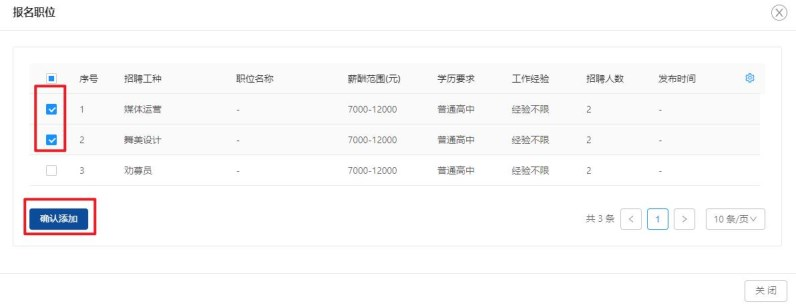 报名职位
序号 招聘工种 职位名称 薪酬范围(元) 学历要求 工作经验 招聘人数 发布时间
1 媒体运营 - 7000-12000 普通高中 经验不限 2 -
2 舞美设计 - 7000-12000 普通高中 经验不限 2 -
3 劝募员 - 7000-12000 普通高中 经验不限 2 -
确认添加 共 3 条 < 1 > 10 条/页
关 闭